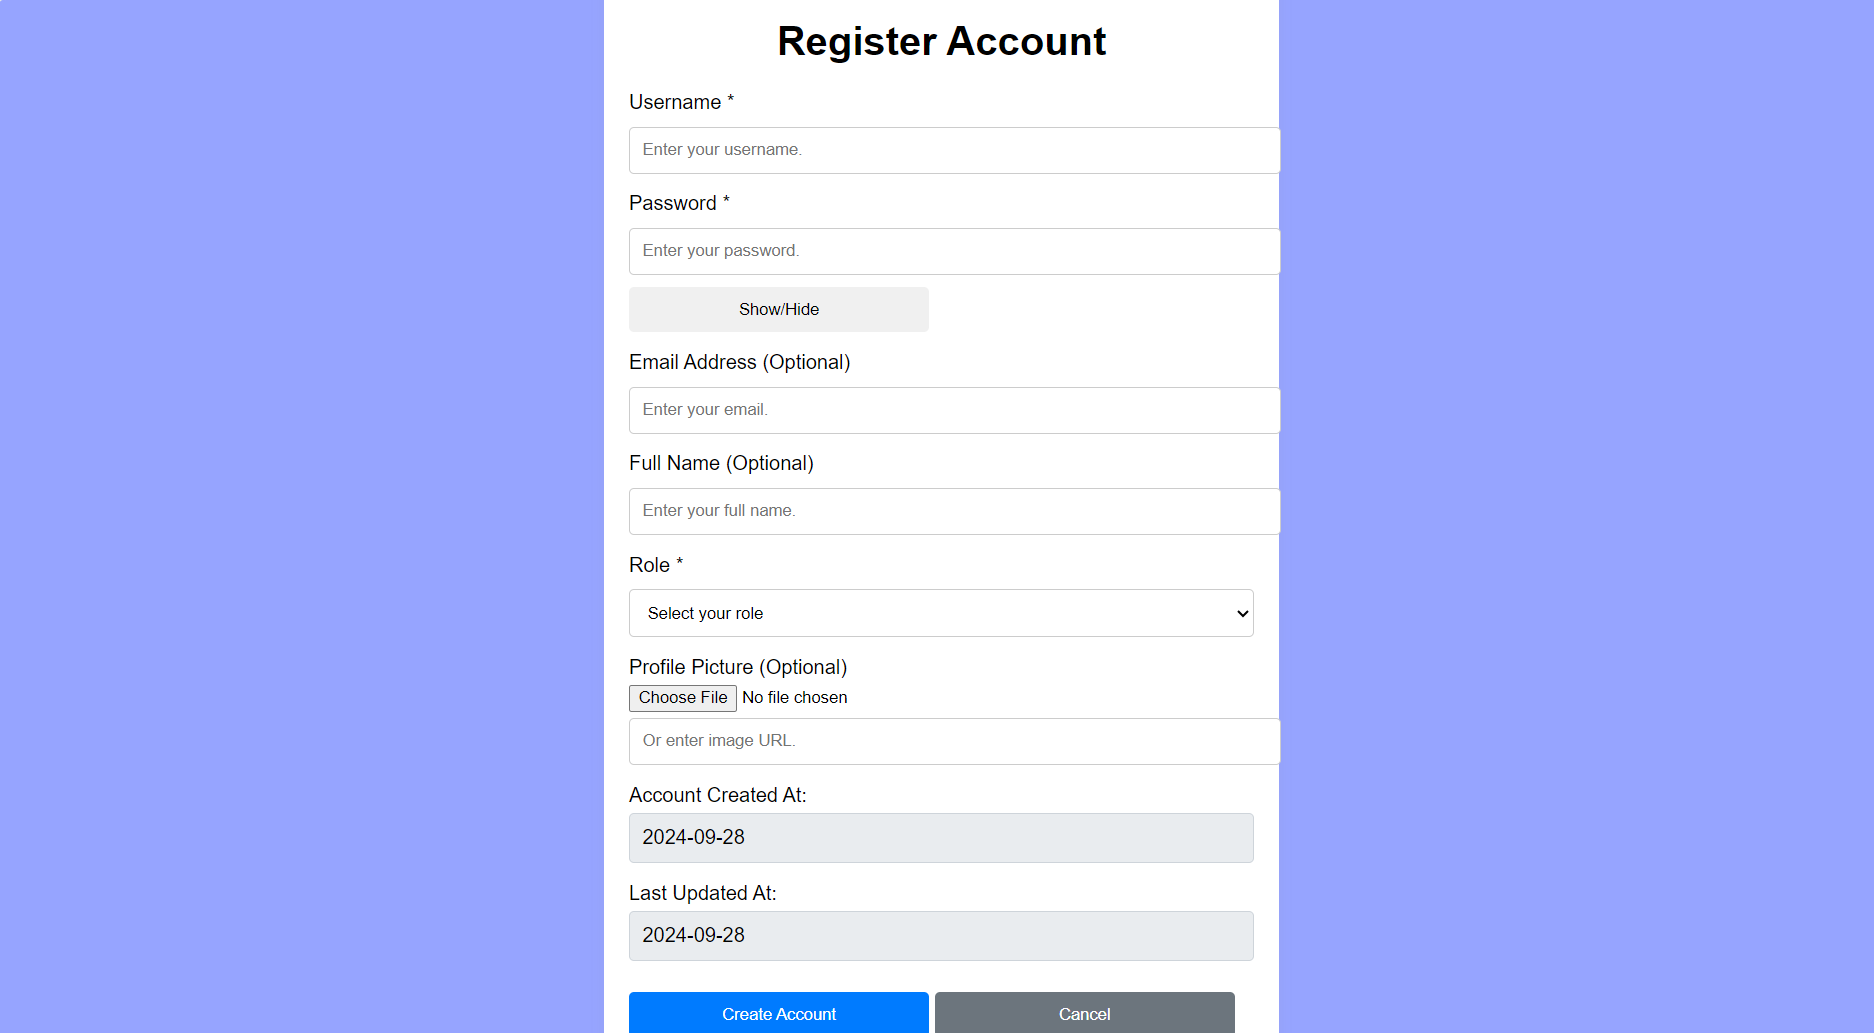 Register Account
Username *
Enter your username.
Password *
Enter your password.
Show/Hide
Email Address (Optional)
Enter your email.
Full Name (Optional)
Enter your full name.
Role *
Select your role
Profile Picture (Optional)
Choose File No file chosen
Or enter image URL.
Account Created At:
2024-09-28
Last Updated At:
2024-09-28
Create Account Cancel